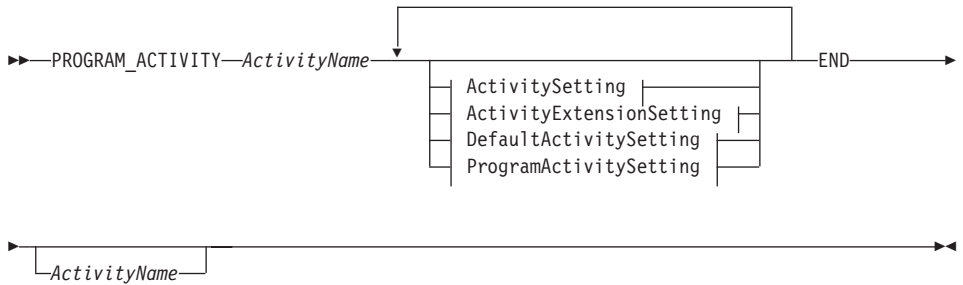 PROGRAM_ACTIVITY ActivityName END
ActivitySetting
ActivityExtensionSetting
DefaultActivitySetting
ProgramActivitySetting
ActivityName